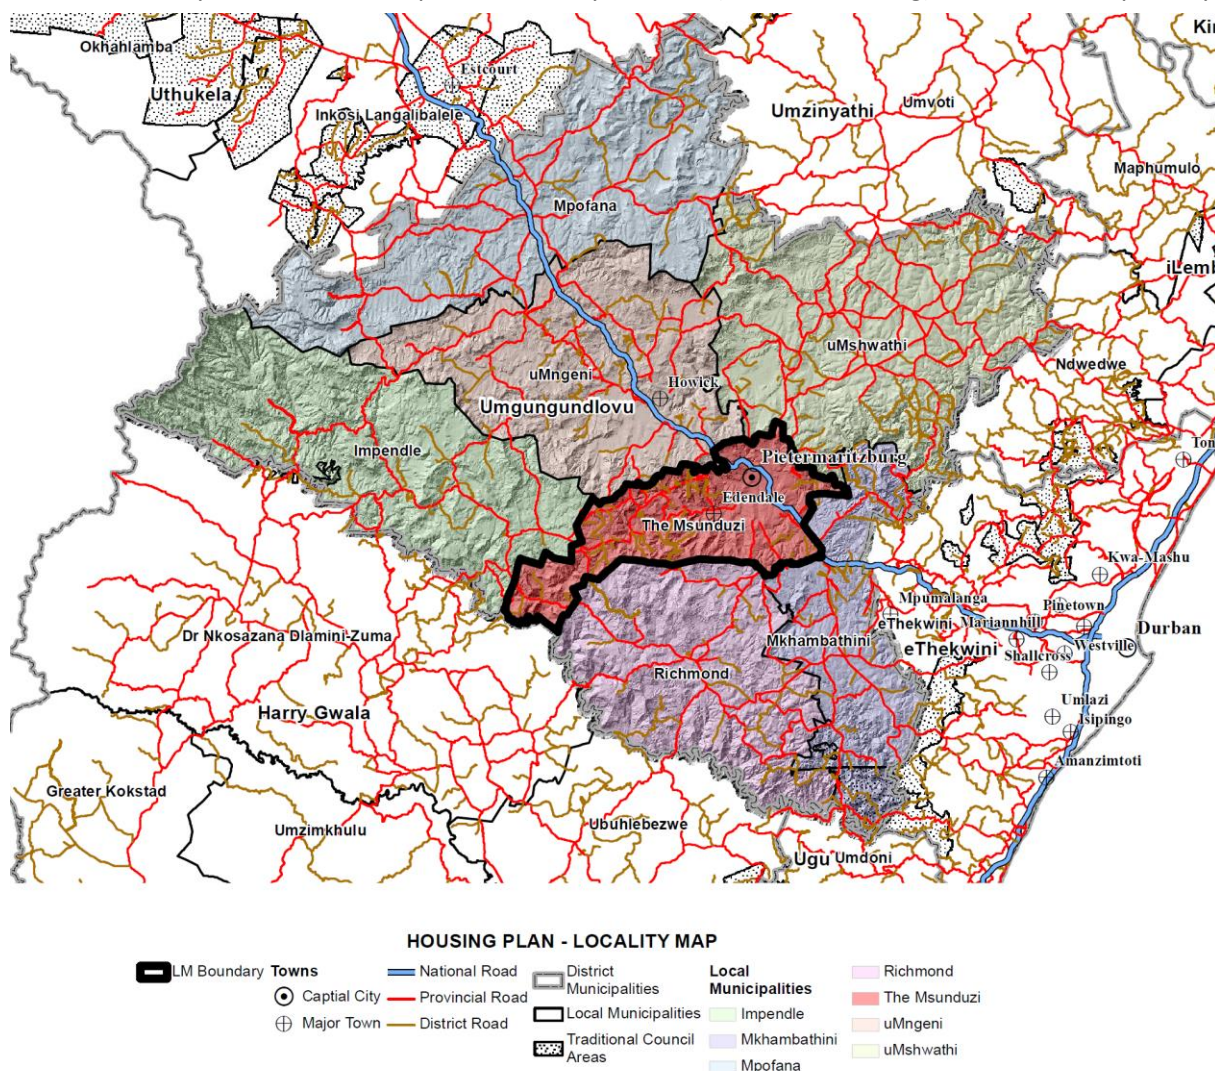 Okhahlamba
Estcourt
Uthukela
Inkosi Langalibalele
Umzinyathi
Umvoti
Maphumulo
Mpofana
iLemb
uMshwathi
Ndwedwe
uMngeni
Howick
Umgungundlovu
Impendle
Pietermaritzburg
Ton
Edendale
The Msunduzi
Kwa-Mashu
Mpumalanga
Pinetown
eThekwini
Mariannhill
Durban
Dr Nkosazana Dlamini-Zuma
Mkhambathini
eThekwini
Westville
Shallcross
Richmond
Umlazi
Harry Gwala
Isipingo
Amanzimtoti
Greater Kokstad
Umzimkhulu
Ubuhlebezwe
Ugu
Umdoni
HOUSING PLAN - LOCALITY MAP
LM Boundary
Towns
Captial City
Major Town
National Road
Provincial Road
District Road
District
Municipalities
Local Municipalities
Traditional Council
Areas
Local
Municipalities
Impendle
Mkhambathini
Mpofana
Richmond
The Msunduzi
uMngeni
uMshwathi